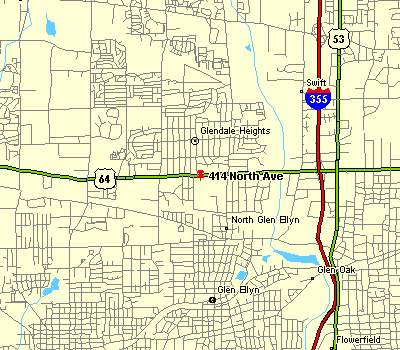 53
Swift
355
Glendale Heights
64
414 North Ave
North Glen Ellyn
Glen Oak
Glen Ellyn
Flowerfield